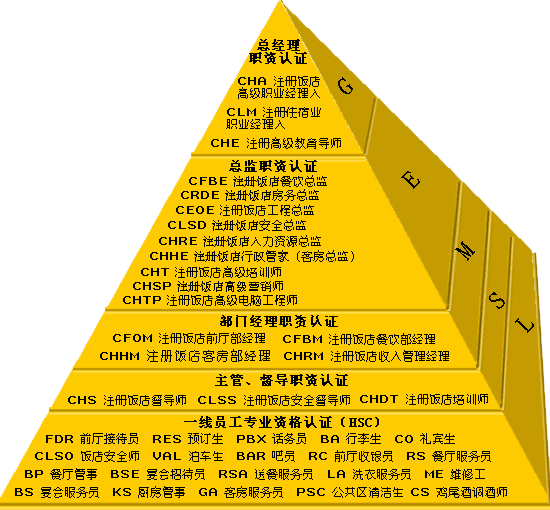 总经理
职资认证
CHA 注册饭店
高级职业经理人
CLM 注册住宿业
职业经理人
CHE 注册高级教育导师
总监职资认证
CFBE 注册饭店餐饮总监
CRDE 注册饭店房务总监
CEOE 注册饭店工程总监
CLSD 注册饭店安全总监
CHRE 注册饭店人力资源总监
CHHE 注册饭店行政管家（客房总监）
CHT 注册饭店高级培训师
CHSP 注册饭店高级营销师
CHTP 注册饭店高级电脑工程师
部门经理职资认证
CFOM 注册饭店前厅部经理 CFBM 注册饭店餐饮部经理
CHHM 注册饭店客房部经理 CHRM 注册饭店收入管理经理
主管、督导职资认证
CHS 注册饭店督导师 CLSS 注册饭店安全督导师 CHDT 注册饭店培训师
一线员工专业资格认证（HSC）
FDR 前厅接待员 RES 预订生 PBX 话务员 BA 行李生 CO 礼宾生
CLSO 饭店安全师 VAL 泊车生 BAR 吧员 RC 前厅收银员 RS 餐厅服务员
BP 餐厅管事 BSE 宴会招待员 RSA 送餐服务员 LA 洗衣服务员 ME 维修工
BS 宴会服务员 KS 厨房管事 GA 客房服务员 PSC 公共区清洁生 CS 鸡尾酒调酒师
G
E
M
S
L